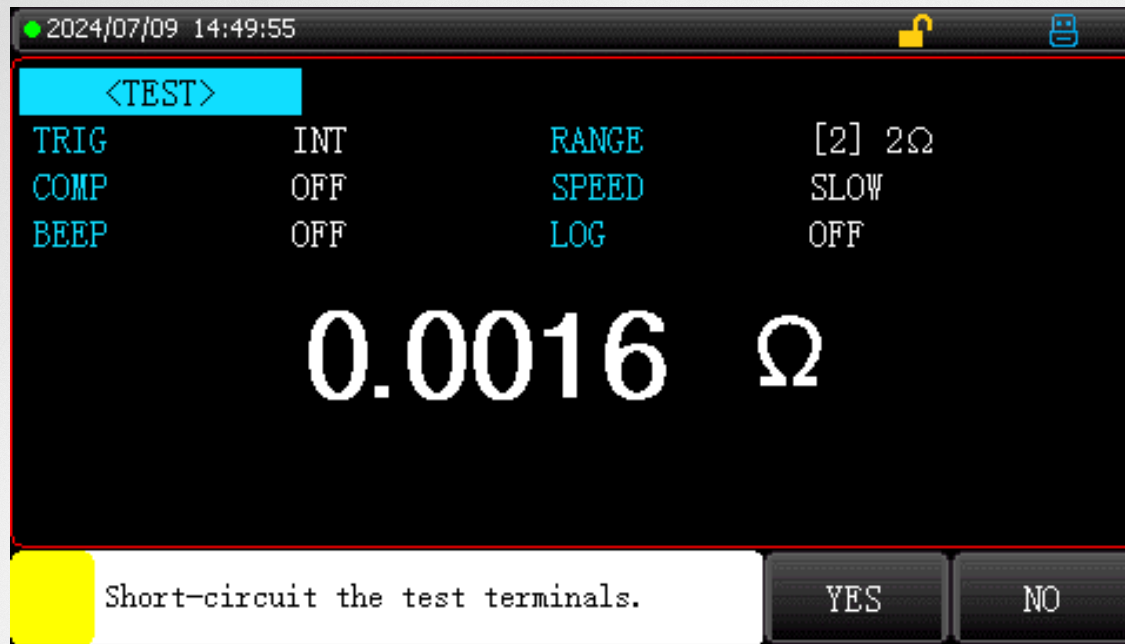 2024/07/09 14:49:55
<TEST>
TRIG INT RANGE [2] 2Ω
COMP OFF SPEED SLOW
BEEP OFF LOG OFF
0.0016 Ω
Short-circuit the test terminals. YES NO